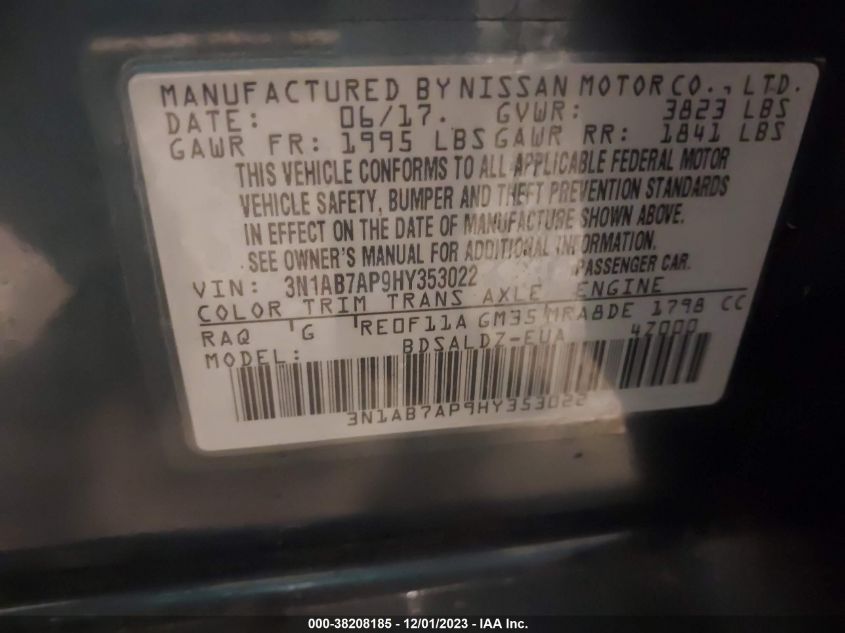 MANUFACTURED BY NISSAN MOTOR CO., LTD.
DATE: 06/17. GVWR: 3823 LBS
GAWR FR: 1995 LBS GAWR RR: 1841 LBS
THIS VEHICLE CONFORMS TO ALL APPLICABLE FEDERAL MOTOR
VEHICLE SAFETY, BUMPER AND THEFT PREVENTION STANDARDS
IN EFFECT ON THE DATE OF MANUFACTURE SHOWN ABOVE.
SEE OWNER'S MANUAL FOR ADDITIONAL INFORMATION.
VIN: 3N1AB7AP9HY353022 PASSENGER CAR.
COLOR TRIM TRANS AXLE ENGINE
RAQ G RE0F11A GM35 MRA8DE 1798 CC
MODEL: BDSALDZ-EUA 47000
3N1AB7AP9HY353022
000-38208185 - 12/01/2023 - IAA Inc.